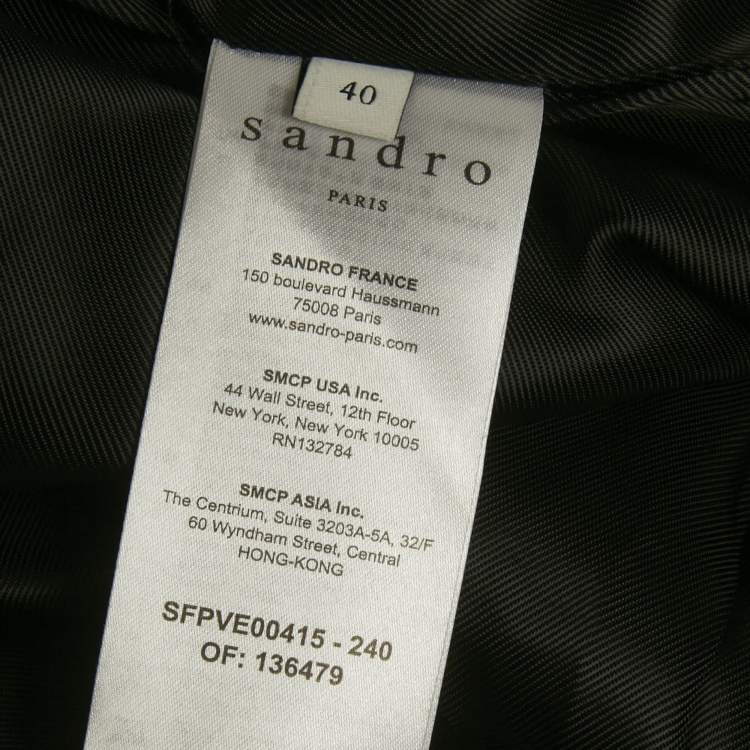 40
sandro
PARIS
SANDRO FRANCE
150 boulevard Haussmann
75008 Paris
www.sandro-paris.com
SMCP USA Inc.
44 Wall Street, 12th Floor
New York, New York 10005
RN132784
SMCP ASIA Inc.
The Centrium, Suite 3203A-5A, 32/F
60 Wyndham Street, Central
HONG-KONG
SFPVE00415 - 240
OF: 136479